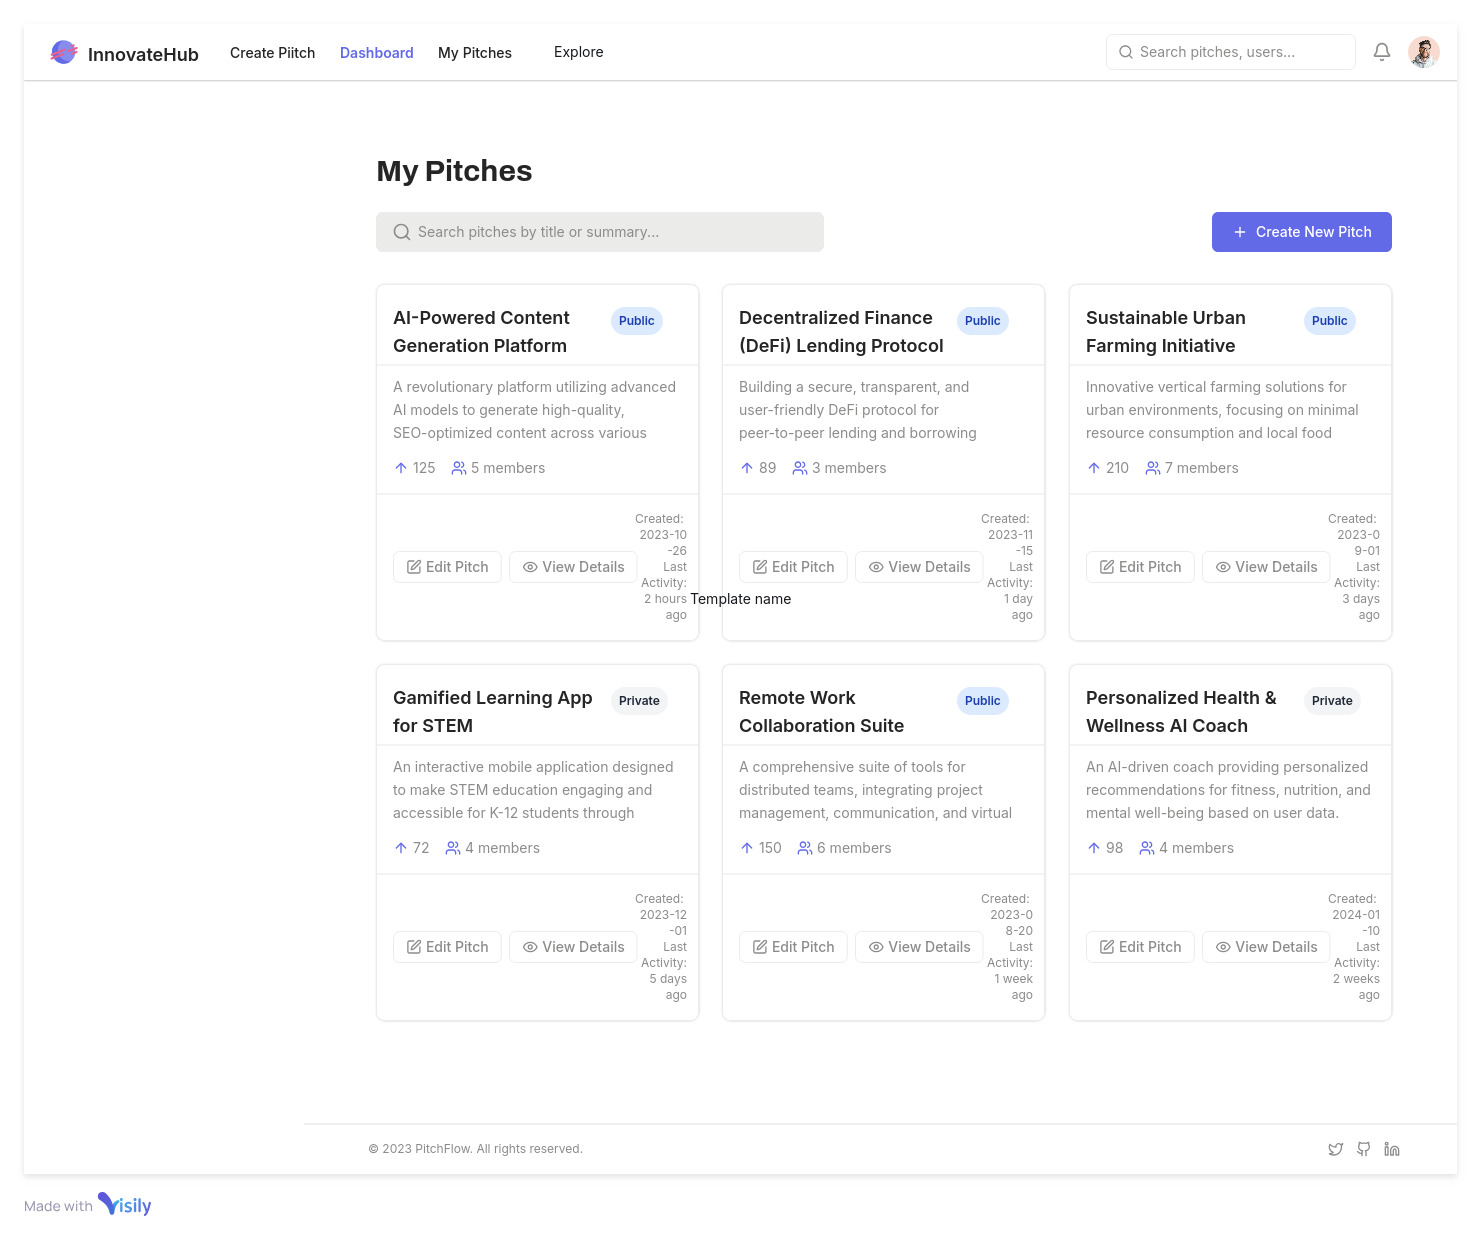 InnovateHub
Create Piitch
Dashboard
My Pitches
Explore
Search pitches, users...
My Pitches
Search pitches by title or summary...
Create New Pitch
AI-Powered Content
Generation Platform
Public
A revolutionary platform utilizing advanced
AI models to generate high-quality,
SEO-optimized content across various
125
5 members
Edit Pitch
View Details
Created:
2023-10
-26
Last
Activity:
2 hours
ago
Decentralized Finance
(DeFi) Lending Protocol
Public
Building a secure, transparent, and
user-friendly DeFi protocol for
peer-to-peer lending and borrowing
89
3 members
Edit Pitch
View Details
Created:
2023-11
-15
Last
Activity:
1 day
ago
Template name
Sustainable Urban
Farming Initiative
Public
Innovative vertical farming solutions for
urban environments, focusing on minimal
resource consumption and local food
210
7 members
Edit Pitch
View Details
Created:
2023-0
9-01
Last
Activity:
3 days
ago
Gamified Learning App
for STEM
Private
An interactive mobile application designed
to make STEM education engaging and
accessible for K-12 students through
72
4 members
Edit Pitch
View Details
Created:
2023-12
-01
Last
Activity:
5 days
ago
Remote Work
Collaboration Suite
Public
A comprehensive suite of tools for
distributed teams, integrating project
management, communication, and virtual
150
6 members
Edit Pitch
View Details
Created:
2023-0
8-20
Last
Activity:
1 week
ago
Personalized Health &
Wellness AI Coach
Private
An AI-driven coach providing personalized
recommendations for fitness, nutrition, and
mental well-being based on user data.
98
4 members
Edit Pitch
View Details
Created:
2024-01
-10
Last
Activity:
2 weeks
ago
© 2023 PitchFlow. All rights reserved.
Made with Visily